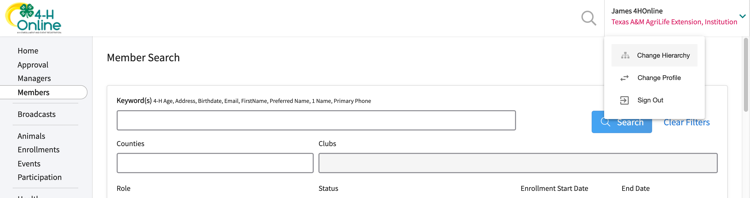 4-H
Online
James 4HOnline
Texas A&M AgriLife Extension, Institution
Change Hierarchy
Change Profile
Sign Out
Home
Approval
Managers
Members
Broadcasts
Animals
Enrollments
Events
Participation
Member Search
Keyword(s) 4-H Age, Address, Birthdate, Email, FirstName, Preferred Name, 1 Name, Primary Phone
Search
Clear Filters
Counties
Clubs
Role
Status
Enrollment Start Date
End Date